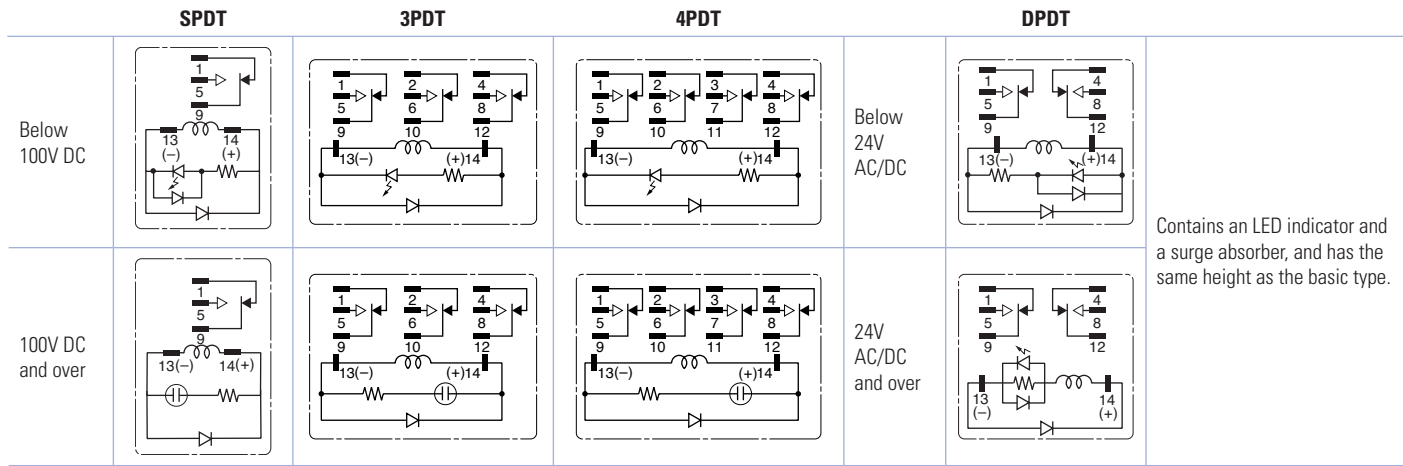 SPDT 3PDT 4PDT DPDT
Below
100V DC
1
5
9
13 14
(–) (+)
1 2 4
5 6 8
9 10 12
13(–) (+)14
1 2 3 4
5 6 7 8
9 10 11 12
13(–) (+)14
Below
24V
AC/DC
1 4
5 8
9 12
13(–) (+)14
Contains an LED indicator and
a surge absorber, and has the
same height as the basic type.
100V DC
and over
1
5
9
13(–) 14(+)
1 2 4
5 6 8
9 10 12
13(–) (+)14
1 2 3 4
5 6 7 8
9 10 11 12
13(–) (+)14
24V
AC/DC
and over
1 4
5 8
9 12
13 14
(–) (+)